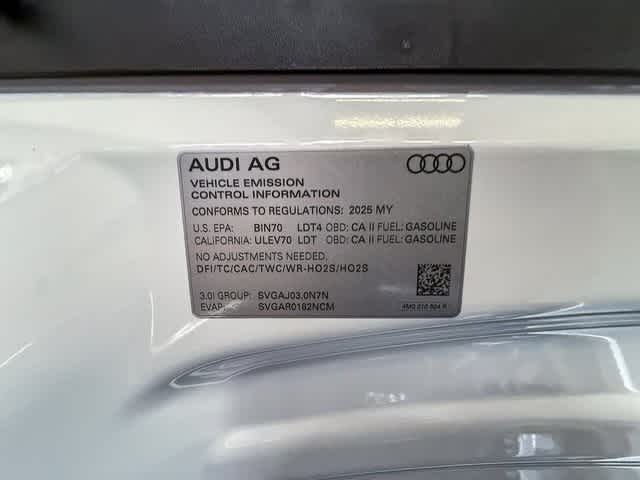 AUDI AG
VEHICLE EMISSION
CONTROL INFORMATION
CONFORMS TO REGULATIONS: 2025 MY
U.S. EPA: BIN70 LDT4 OBD: CA II FUEL: GASOLINE
CALIFORNIA: ULEV70 LDT OBD: CA II FUEL: GASOLINE
NO ADJUSTMENTS NEEDED.
DFI/TC/CAC/TWC/WR-HO2S/HO2S
3.0l GROUP: SVGAJ03.0N7N
EVAP: SVGAR0182NCM